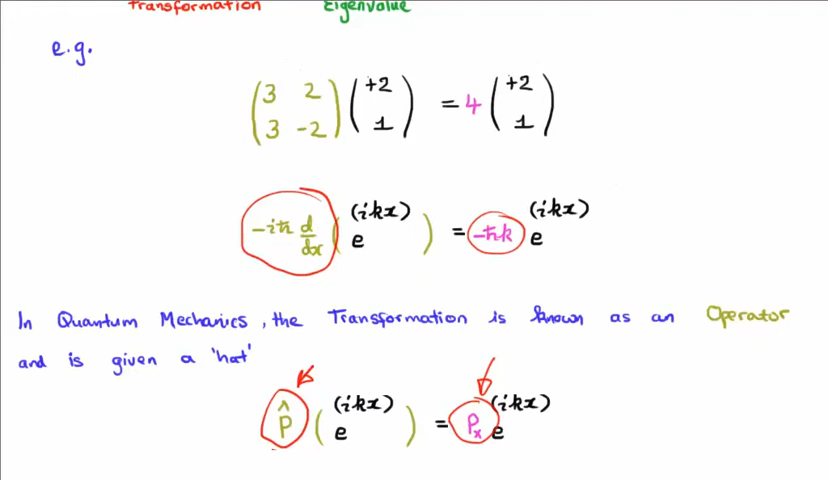 Transformation Eigenvalue
e.g.
(3 2 / 3 -2) (+2 / 1) = 4 (+2 / 1)
-iħ d/dx ( e^(ikx) ) = -ħk e^(ikx)
In Quantum Mechanics, the Transformation is known as an Operator
and is given a 'hat'
p̂ ( e^(ikx) ) = Pₓ e^(ikx)